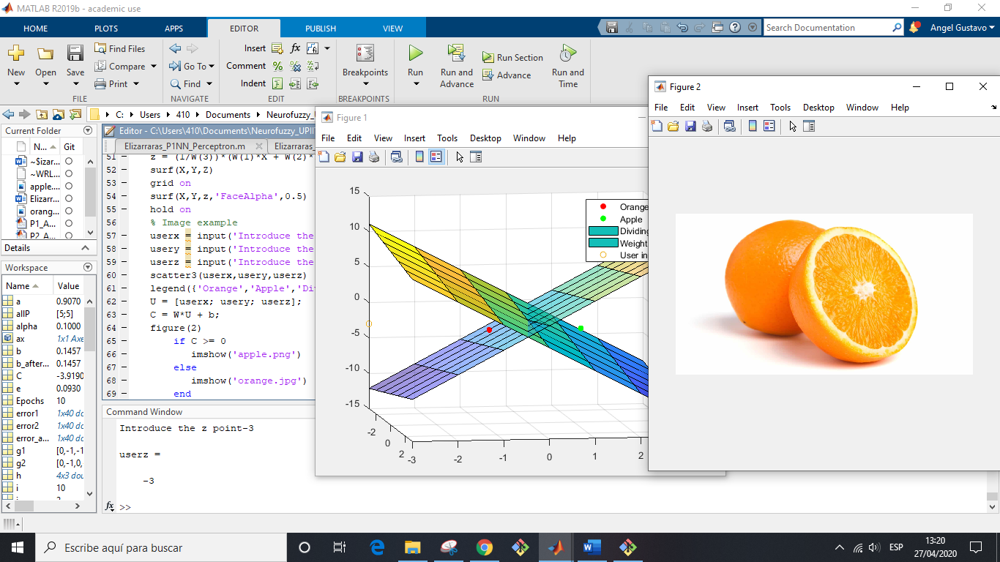 MATLAB R2019b - academic use
HOME PLOTS APPS EDITOR PUBLISH VIEW
Search Documentation
Angel Gustavo
New Open Save
Find Files
Compare
Print
Go To
Find
Insert
Comment
Indent
fx
Breakpoints
Run
Run and Advance
Run Section
Advance
Run and Time
FILE NAVIGATE EDIT BREAKPOINTS RUN
C: Users 410 Documents Neurofuzzy_U
Current Folder
N... Git
~$izar...
~WRL...
apple....
Elizarr...
orang...
P1_A...
P2_A...
Details
Workspace
Name Value
a 0.9070
allP [5;5]
alpha 0.1000
ax 1x1 Axe
b 0.1457
b_after... 0.1457
C -3.9190
e 0.0930
Epochs 10
error1 1x40 do
error2 1x40 do
error_a... 1x40 do
g1 [0,-1,-1
g2 [0,-1,0,
h 4x3 dou
i 10
Editor - C:\Users\410\Documents\Neurofuzzy_UPII
Elizarraras_P1NN_Perceptron.m
Elizarraras_
51 z = (1/W(3))*(W(1)*X + W(2)*
52 surf(X,Y,Z)
53 grid on
54 surf(X,Y,z,'FaceAlpha',0.5)
55 hold on
56 % Image example
57 userx = input('Introduce the
58 usery = input('Introduce the
59 userz = input('Introduce the
60 scatter3(userx,usery,userz)
61 legend({'Orange','Apple','Di
62 U = [userx; usery; userz];
63 C = W*U + b;
64 figure(2)
65 if C >= 0
66 imshow('apple.png')
67 else
68 imshow('orange.jpg')
69 end
Command Window
Introduce the z point-3
userz =
-3
fx >>
Figure 1
File Edit View Insert Tools Desktop Window Help
15
10
5
0
-5
-10
-15
-2
0
2
-3 -2 -1 0 1 2
Orange
Apple
Dividing
Weight
User in
Figure 2
File Edit View Insert Tools Desktop Window Help
Escribe aquí para buscar
ESP
13:20
27/04/2020